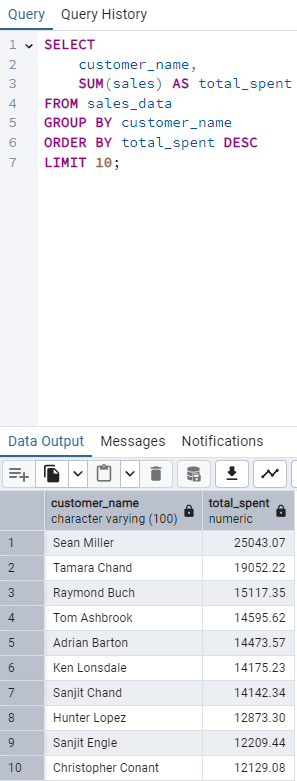 Query Query History
1 SELECT
2 customer_name,
3 SUM(sales) AS total_spent
4 FROM sales_data
5 GROUP BY customer_name
6 ORDER BY total_spent DESC
7 LIMIT 10;
Data Output Messages Notifications
customer_name total_spent
character varying (100) numeric
1 Sean Miller 25043.07
2 Tamara Chand 19052.22
3 Raymond Buch 15117.35
4 Tom Ashbrook 14595.62
5 Adrian Barton 14473.57
6 Ken Lonsdale 14175.23
7 Sanjit Chand 14142.34
8 Hunter Lopez 12873.30
9 Sanjit Engle 12209.44
10 Christopher Conant 12129.08